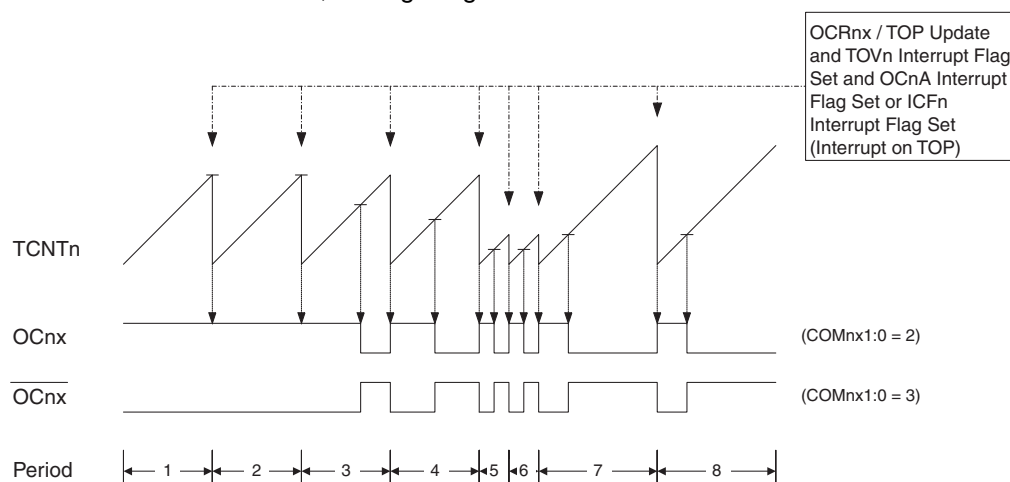 OCRnx / TOP Update
and TOVn Interrupt Flag
Set and OCnA Interrupt
Flag Set or ICFn
Interrupt Flag Set
(Interrupt on TOP)
TCNTn
OCnx
(COMnx1:0 = 2)
OCnx
(COMnx1:0 = 3)
Period 1 2 3 4 5 6 7 8